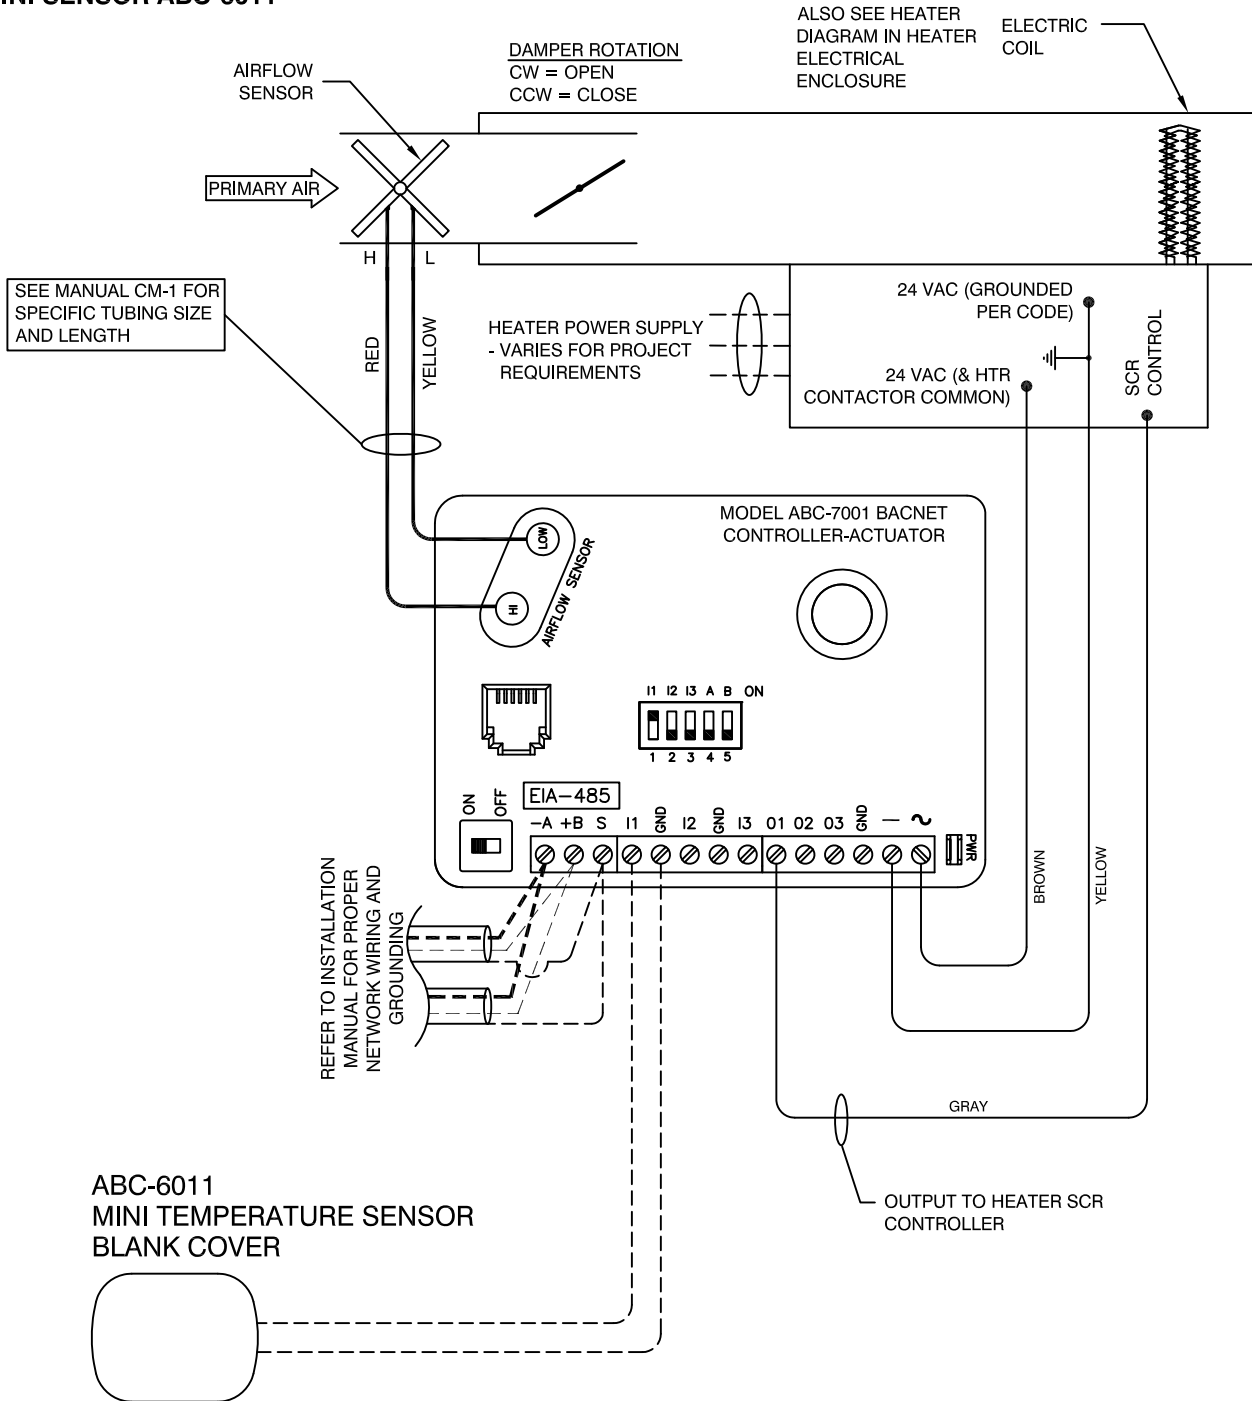 DAMPER ROTATION
CW = OPEN
CCW = CLOSE
ALSO SEE HEATER
DIAGRAM IN HEATER
ELECTRICAL
ENCLOSURE
ELECTRIC
COIL
AIRFLOW
SENSOR
PRIMARY AIR
H
L
SEE MANUAL CM-1 FOR
SPECIFIC TUBING SIZE
AND LENGTH
RED
YELLOW
HEATER POWER SUPPLY
- VARIES FOR PROJECT
REQUIREMENTS
24 VAC (GROUNDED
PER CODE)
24 VAC (& HTR
CONTACTOR COMMON)
SCR
CONTROL
MODEL ABC-7001 BACNET
CONTROLLER-ACTUATOR
LOW
HI
AIRFLOW SENSOR
I1 I2 I3 A B ON
1 2 3 4 5
ON
OFF
EIA-485
-A +B S I1 GND I2 GND I3 01 02 03 GND — ~
PWR
BROWN
YELLOW
REFER TO INSTALLATION
MANUAL FOR PROPER
NETWORK WIRING AND
GROUNDING
GRAY
OUTPUT TO HEATER SCR
CONTROLLER
ABC-6011
MINI TEMPERATURE SENSOR
BLANK COVER